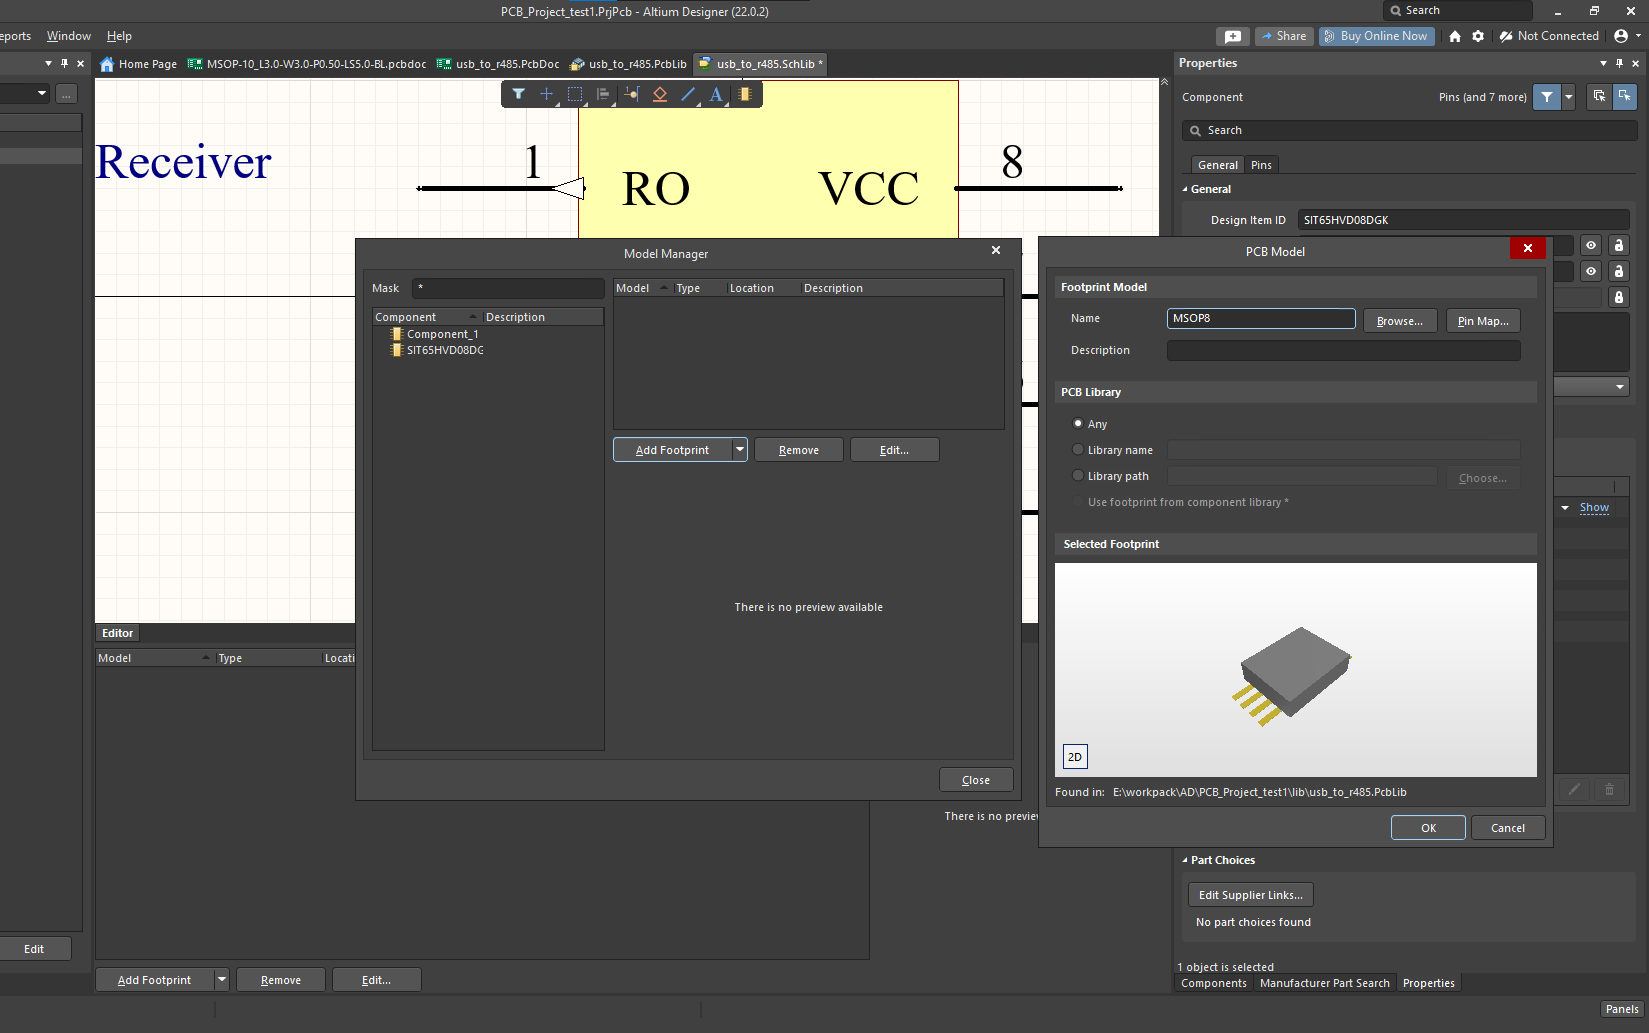 PCB_Project_test1.PrjPcb - Altium Designer (22.0.2)
Search
eports Window Help
Share Buy Online Now Not Connected
Home Page MSOP-10_L3.0-W3.0-P0.50-LS5.0-BL.pcbdoc usb_to_r485.PcbDoc usb_to_r485.PcbLib usb_to_r485.SchLib *
...
A
Receiver
1 RO VCC 8
Properties
Component Pins (and 7 more)
Search
General Pins
General
Design Item ID SIT65HVD08DGK
Show
Model Manager
Mask *
Component Description
Component_1
SIT65HVD08DG
Model Type Location Description
Add Footprint Remove Edit...
There is no preview available
Close
PCB Model
Footprint Model
Name MSOP8 Browse... Pin Map...
Description
PCB Library
Any
Library name
Library path Choose...
Use footprint from component library *
Selected Footprint
2D
Found in: E:\workpack\AD\PCB_Project_test1\lib\usb_to_r485.PcbLib
OK Cancel
Editor
Model Type Locati
There is no previe
Edit
Add Footprint Remove Edit...
Part Choices
Edit Supplier Links...
No part choices found
1 object is selected
Components Manufacturer Part Search Properties
Panels